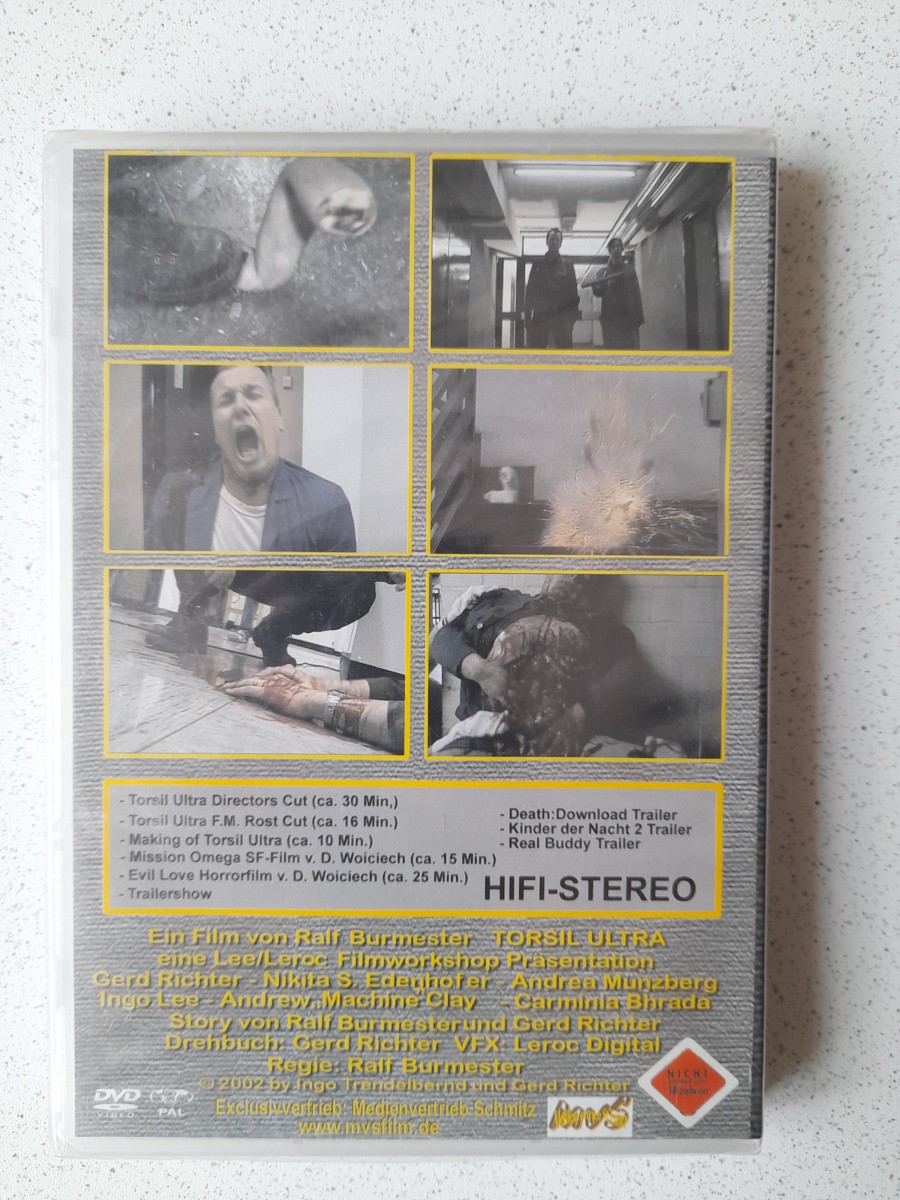 - Torsil Ultra Directors Cut (ca. 30 Min,)
- Torsil Ultra F.M. Rost Cut (ca. 16 Min.)
- Making of Torsil Ultra (ca. 10 Min.)
- Mission Omega SF-Film v. D. Woiciech (ca. 15 Min.)
- Evil Love Horrorfilm v. D. Woiciech (ca. 25 Min.)
- Trailershow
- Death:Download Trailer
- Kinder der Nacht 2 Trailer
- Real Buddy Trailer
HIFI-STEREO
Ein Film von Ralf Burmester TORSIL ULTRA
eine Lee/Leroc Filmworkshop Präsentation
Gerd Richter - Nikita S. Edenhofer - Andrea Münzberg
Ingo Lee - Andrew „Machine“ Clay - Carminia Bhrada
Story von Ralf Burmester und Gerd Richter
Drehbuch: Gerd Richter VFX: Leroc Digital
Regie: Ralf Burmester
© 2002 by Ingo Trendelbernd und Gerd Richter
Exclusivvertrieb: Medienvertrieb Schmitz
www.mvsfilm.de
DVD
VIDEO
PAL
NICHT
18 Jahren